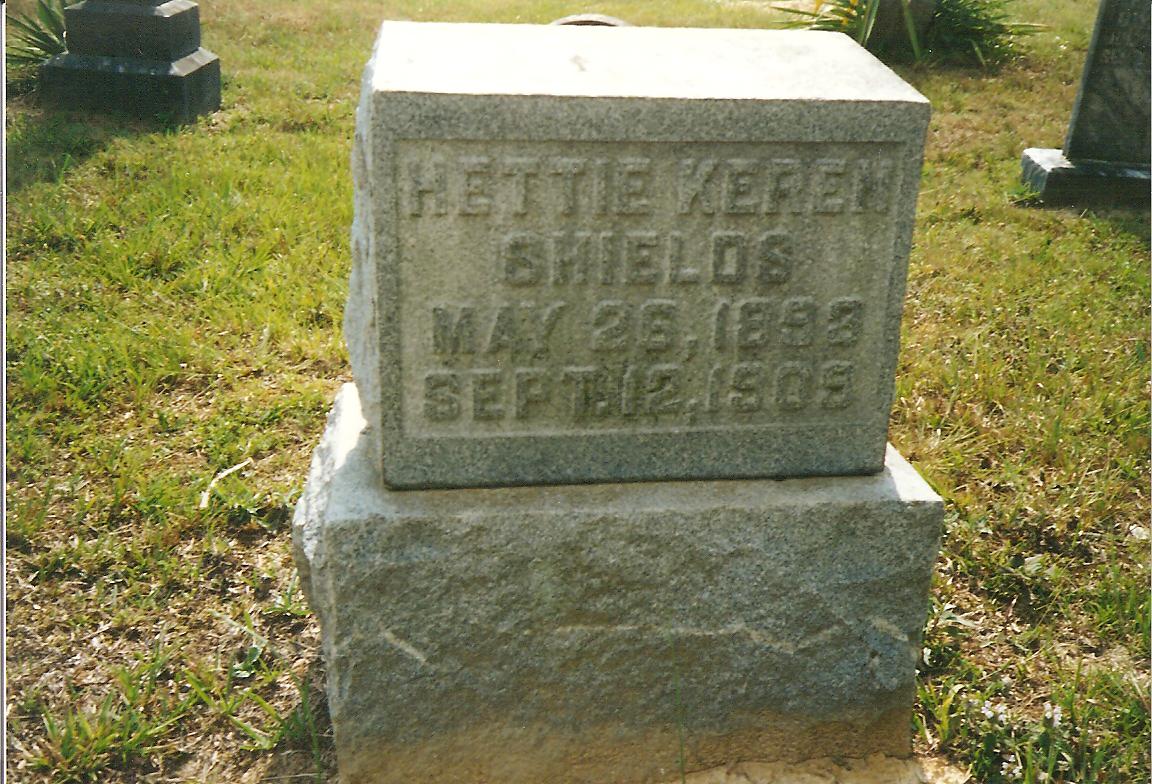 HETTIE KEREN
SHIELDS
MAY 26, 1893
SEPT. 12, 1909